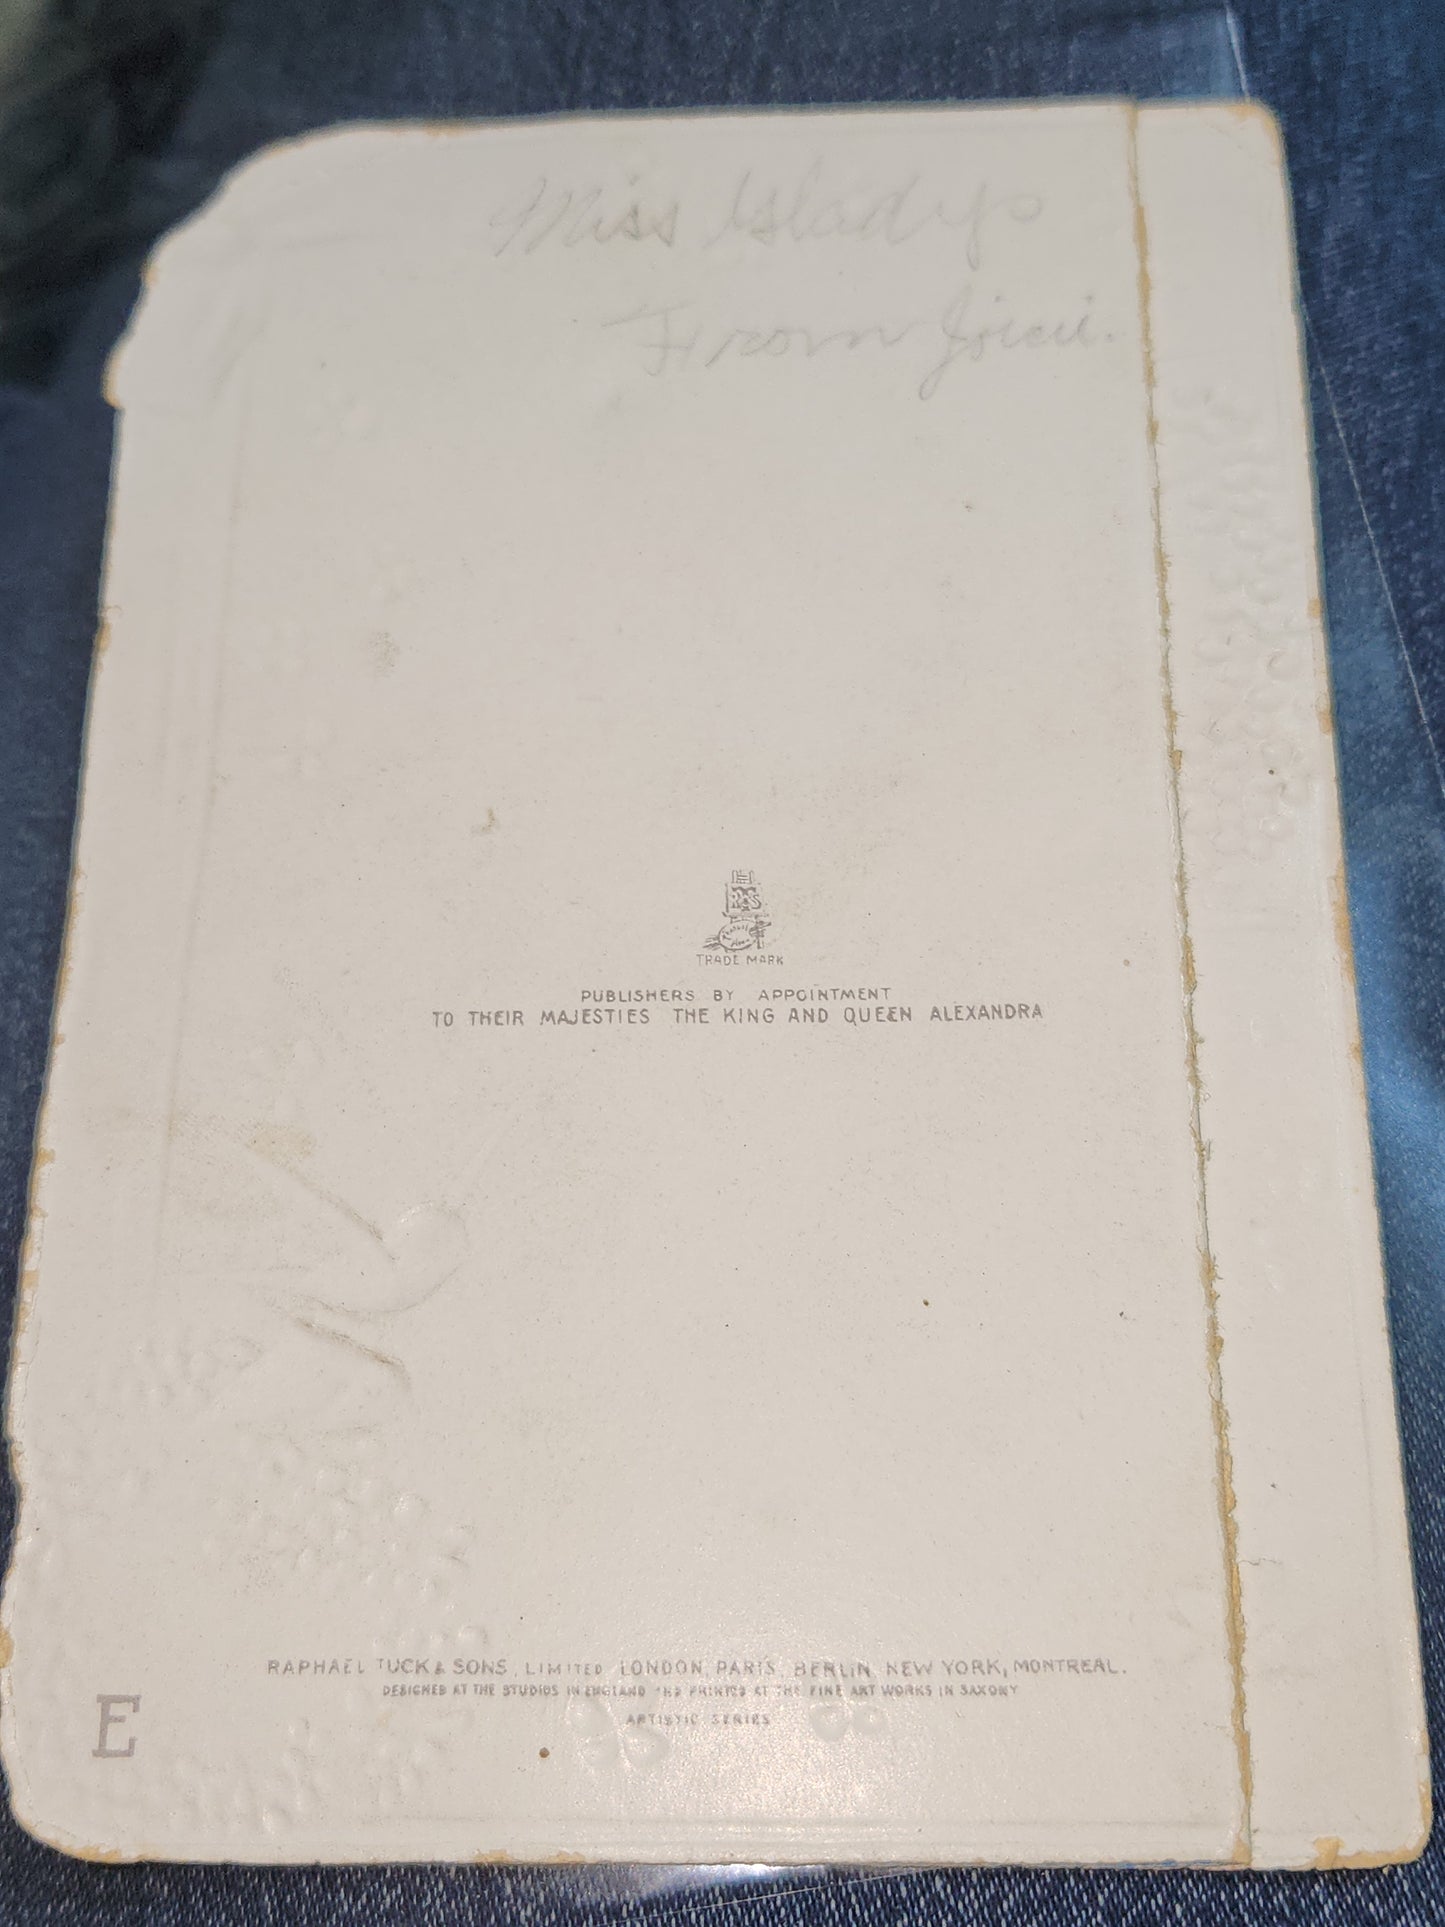 Miss Gladys
From
R T S
TRADE MARK
PUBLISHERS BY APPOINTMENT
TO THEIR MAJESTIES THE KING AND QUEEN ALEXANDRA
RAPHAEL TUCK & SONS, LIMITED LONDON, PARIS, BERLIN, NEW YORK, MONTREAL.
DESIGNED AT THE STUDIOS IN ENGLAND AND PRINTED AT THE FINE ART WORKS IN SAXONY
ARTISTIC SERIES
E